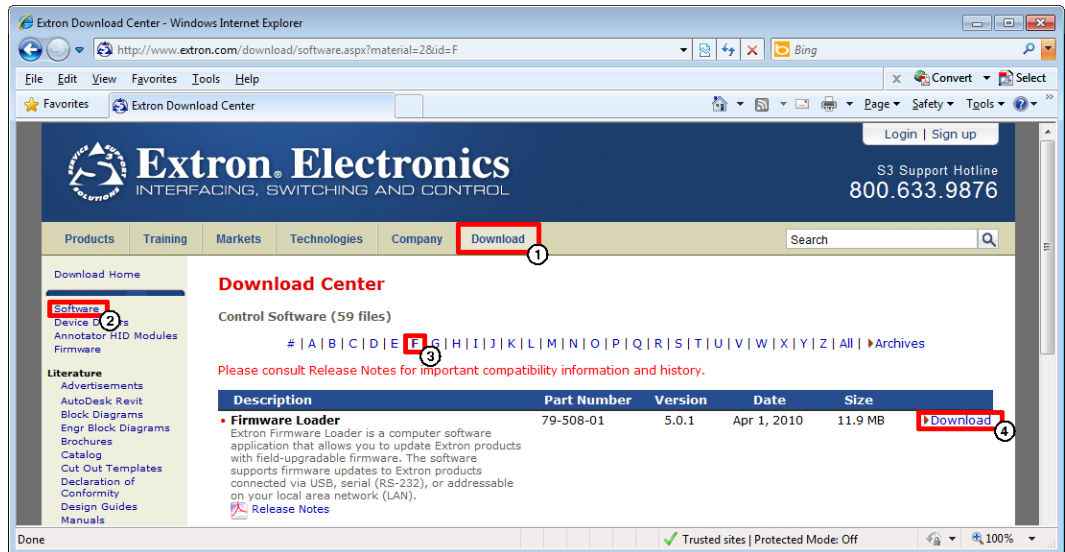 Extron Download Center - Windows Internet Explorer
http://www.extron.com/download/software.aspx?material=2&id=F
Bing
File Edit View Favorites Tools Help
x Convert Select
Favorites Extron Download Center
Page Safety Tools
Login | Sign up
SERVICE SUPPORT SOLUTIONS S3
Extron. Electronics
INTERFACING, SWITCHING AND CONTROL
S3 Support Hotline
800.633.9876
Products Training Markets Technologies Company Download
1
Search
Download Home
Software
2
Device
Annotator HID Modules
Firmware
Literature
Advertisements
AutoDesk Revit
Block Diagrams
Engr Block Diagrams
Brochures
Catalog
Cut Out Templates
Declaration of
Conformity
Design Guides
Manuals
Download Center
Control Software (59 files)
# | A | B | C | D | E | F | G | H | I | J | K | L | M | N | O | P | Q | R | S | T | U | V | W | X | Y | Z | All | Archives
3
Please consult Release Notes for important compatibility information and history.
Description Part Number Version Date Size
• Firmware Loader 79-508-01 5.0.1 Apr 1, 2010 11.9 MB Download
4
Extron Firmware Loader is a computer software
application that allows you to update Extron products
with field-upgradable firmware. The software
supports firmware updates to Extron products
connected via USB, serial (RS-232), or addressable
on your local area network (LAN).
Release Notes
Done
Trusted sites | Protected Mode: Off
100%